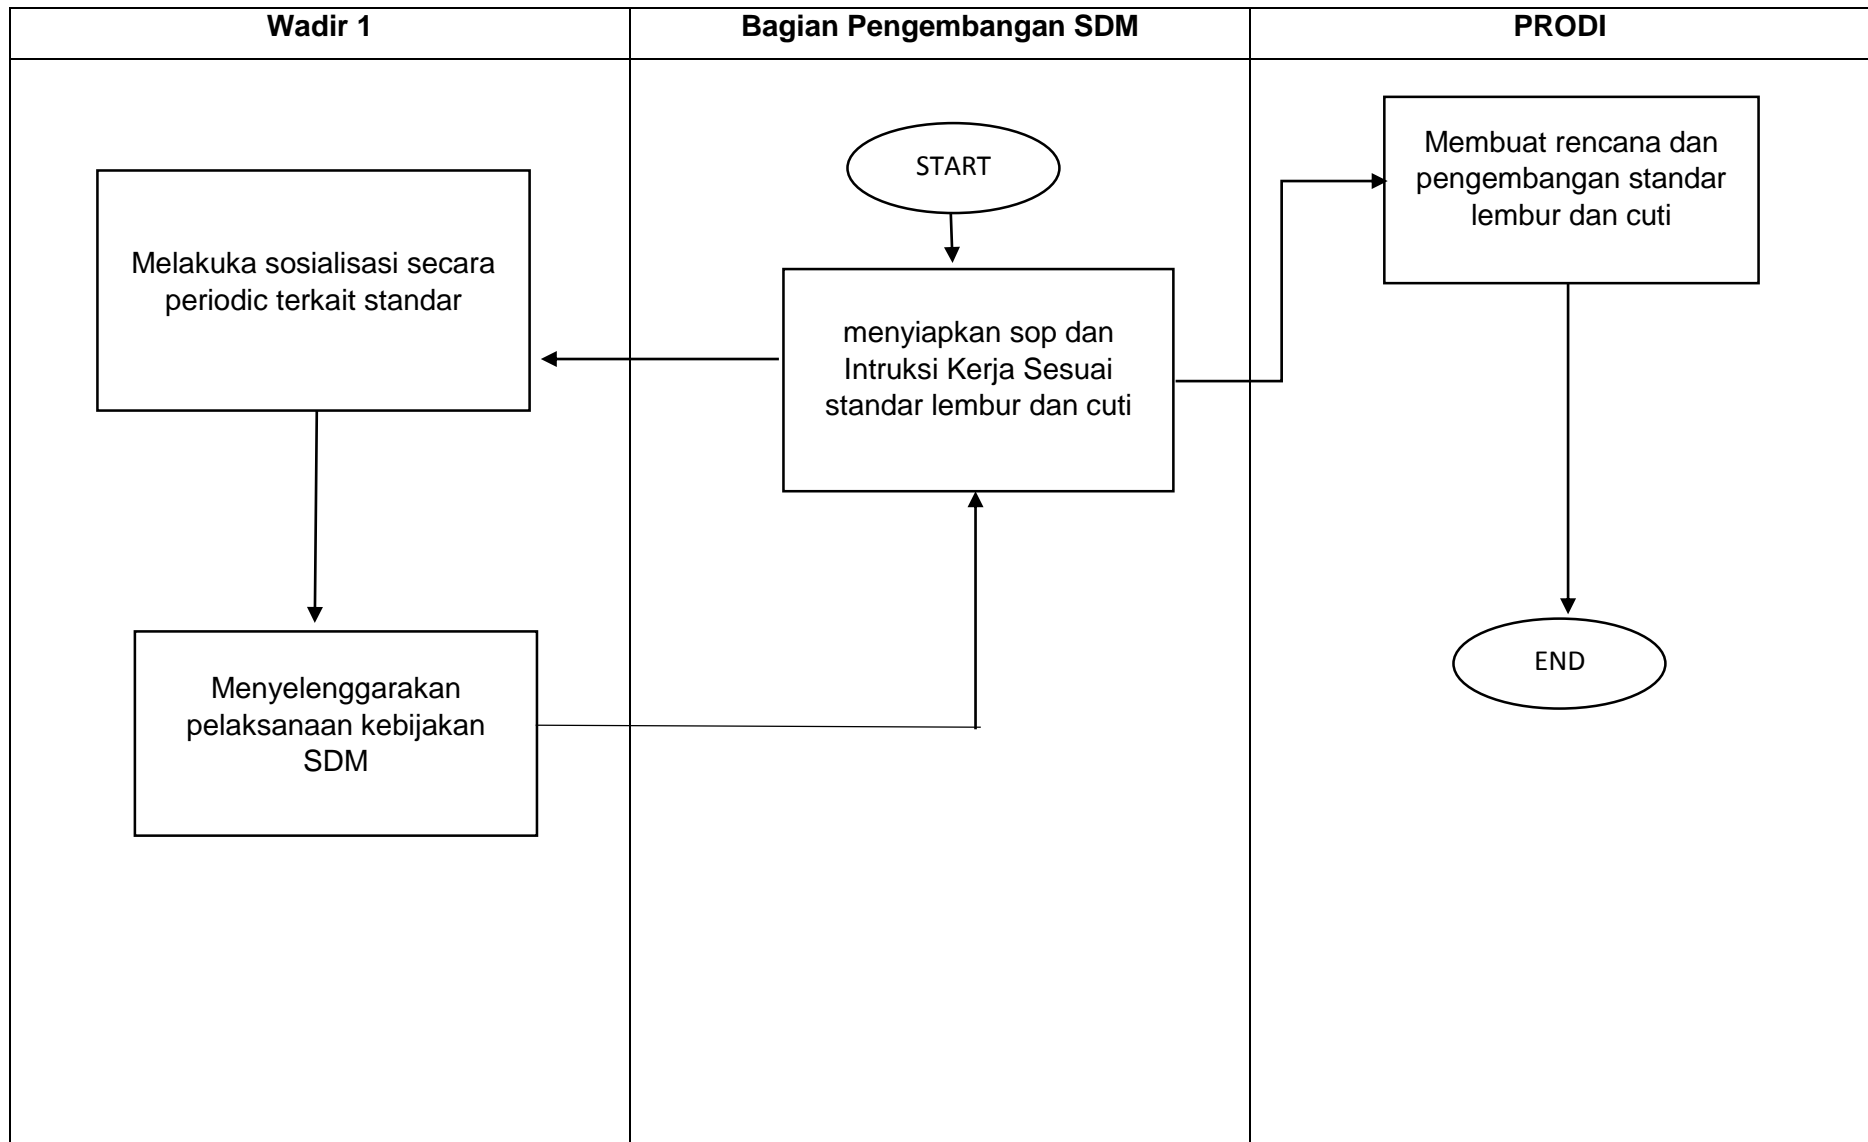 Wadir 1
Bagian Pengembangan SDM
PRODI
Melakuka sosialisasi secara
periodic terkait standar
Menyelenggarakan
pelaksanaan kebijakan
SDM
START
menyiapkan sop dan
Intruksi Kerja Sesuai
standar lembur dan cuti
Membuat rencana dan
pengembangan standar
lembur dan cuti
END